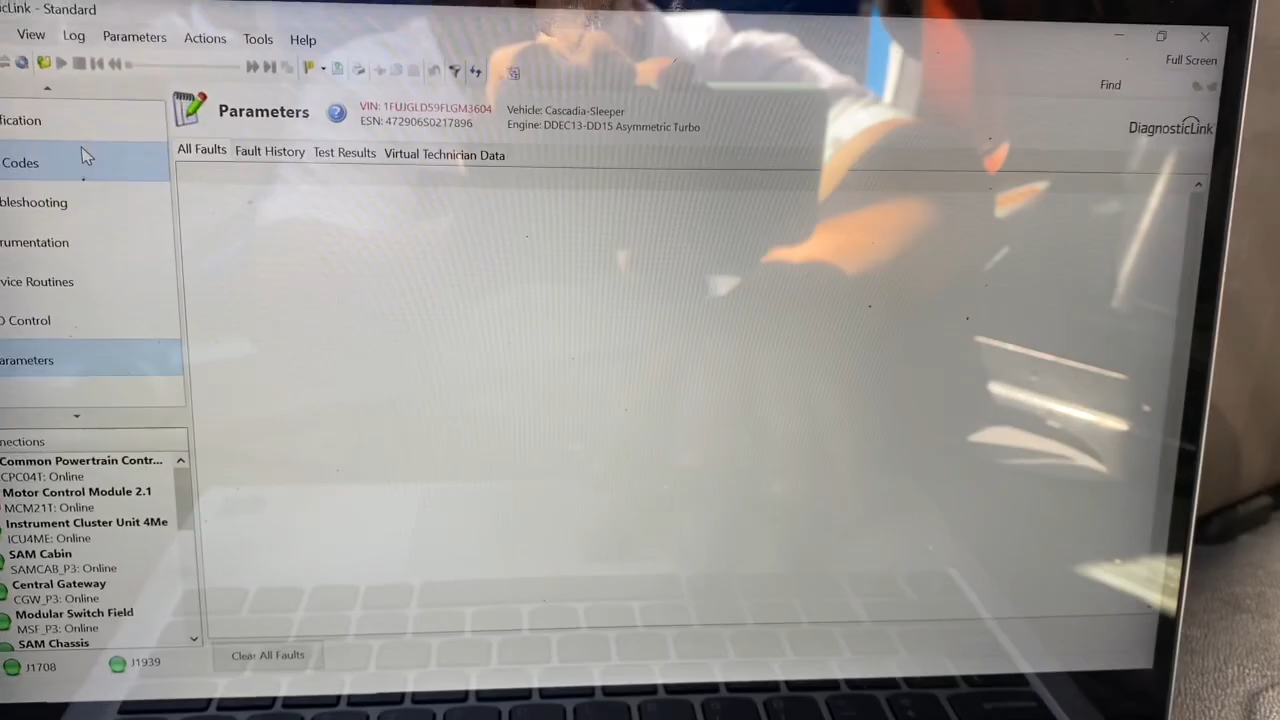 cLink - Standard
View Log Parameters Actions Tools Help
Full Screen
Find
fication
Codes
bleshooting
rumentation
vice Routines
O Control
arameters
Parameters
VIN: 1FUJGLD59FLGM3604
ESN: 472906S0217896
Vehicle: Cascadia-Sleeper
Engine: DDEC13-DD15 Asymmetric Turbo
DiagnosticLink
All Faults Fault History Test Results Virtual Technician Data
nections
Common Powertrain Contr...
CPC04T: Online
Motor Control Module 2.1
MCM21T: Online
Instrument Cluster Unit 4Me
ICU4ME: Online
SAM Cabin
SAMCAB_P3: Online
Central Gateway
CGW_P3: Online
Modular Switch Field
MSF_P3: Online
SAM Chassis
J1708 J1939
Clear All Faults